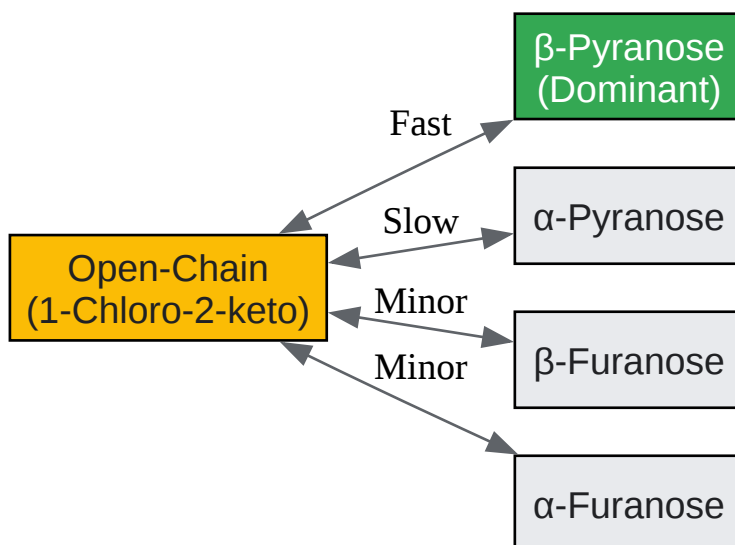 β-Pyranose
(Dominant)
Fast
α-Pyranose
Slow
Open-Chain
(1-Chloro-2-keto)
Minor
β-Furanose
Minor
α-Furanose